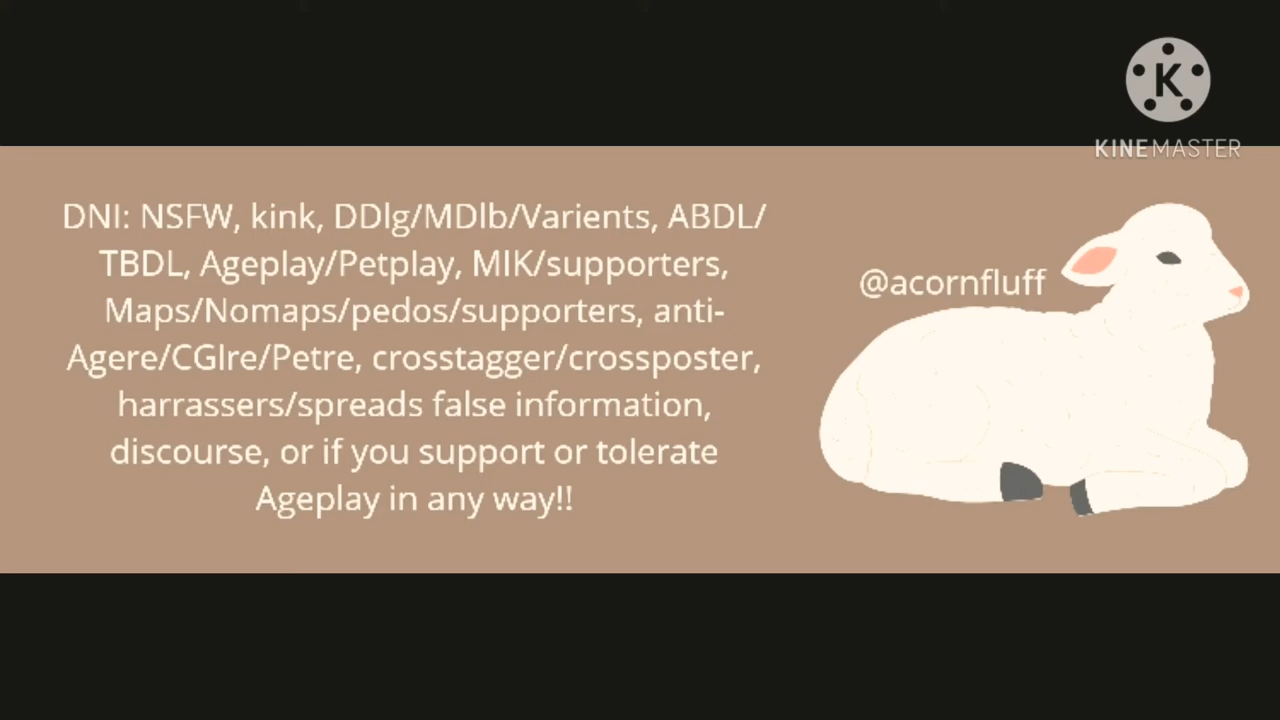 K
KINEMASTER
DNI: NSFW, kink, DDlg/MDlb/Varients, ABDL/
TBDL, Ageplay/Petplay, MIK/supporters,
Maps/Nomaps/pedos/supporters, anti-
Agere/CGlre/Petre, crosstagger/crossposter,
harrassers/spreads false information,
discourse, or if you support or tolerate
Ageplay in any way!!
@acornfluff